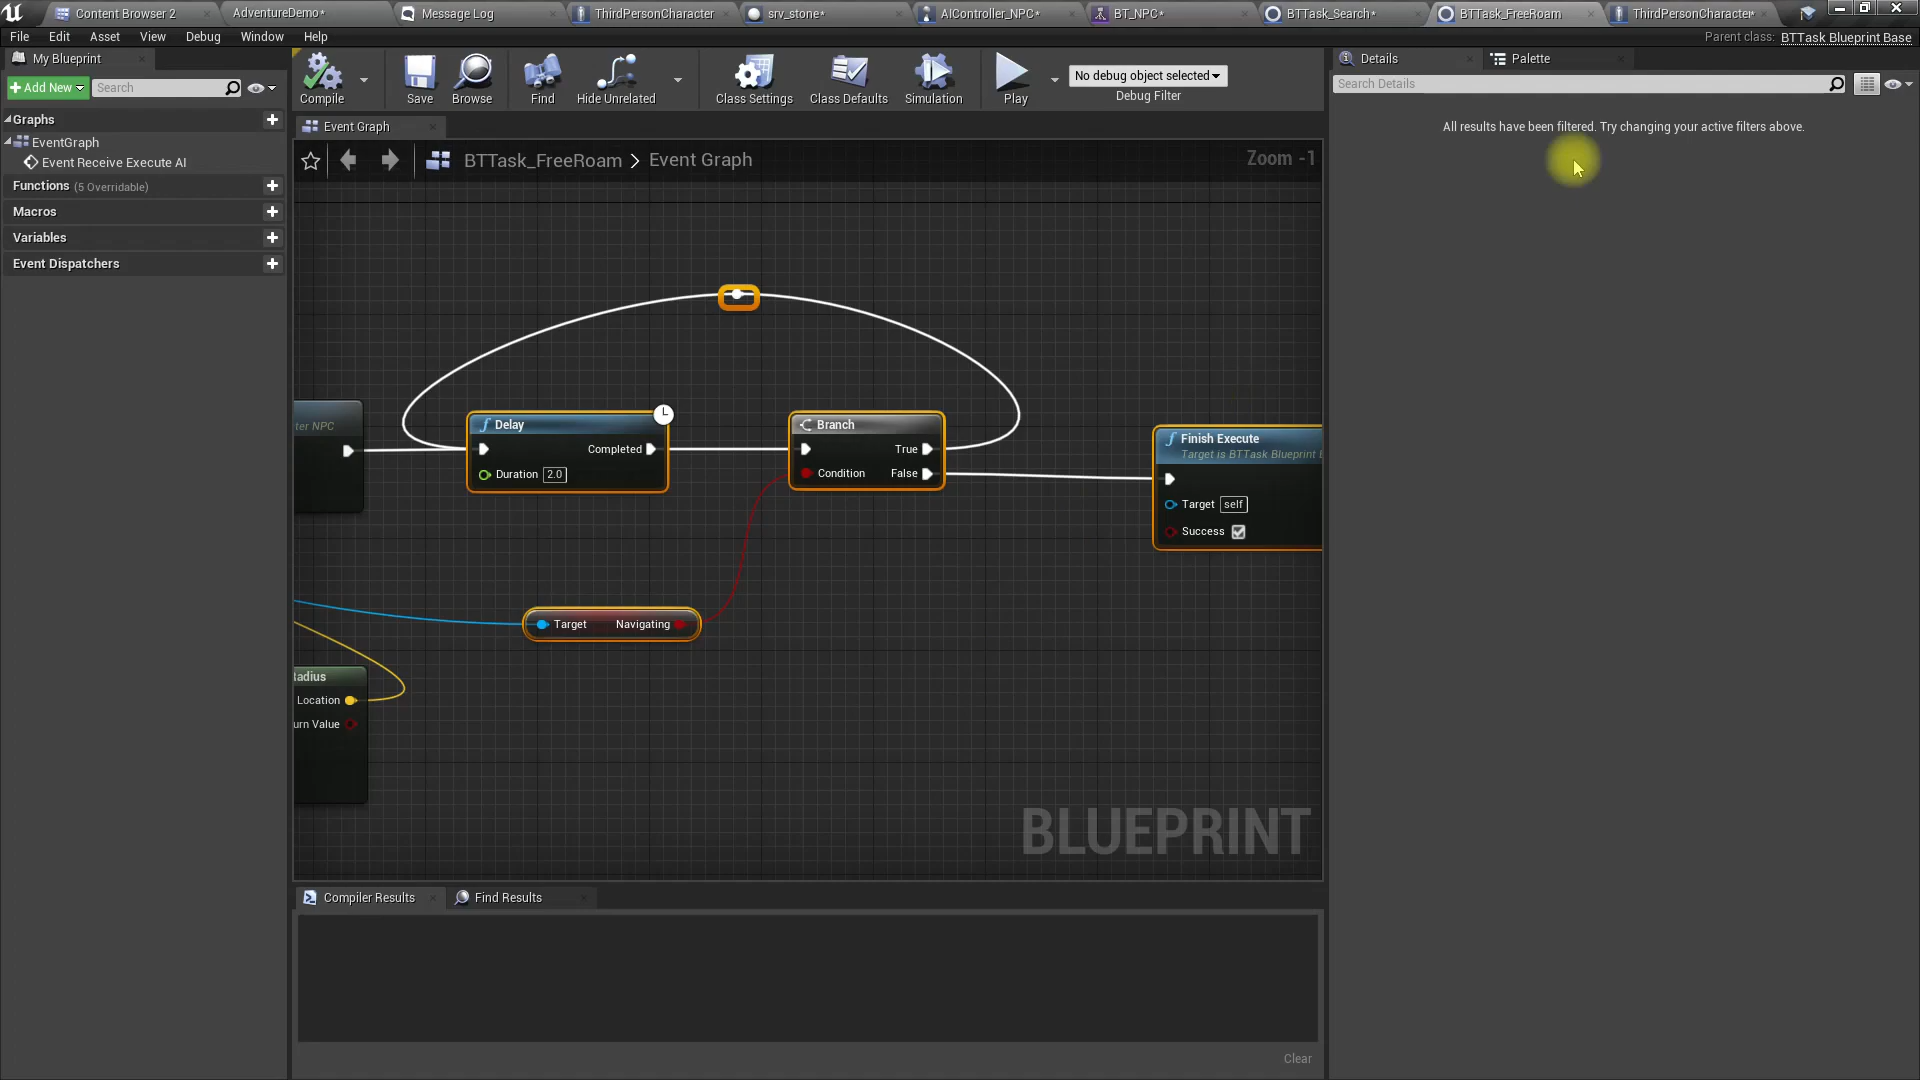 Content Browser 2
AdventureDemo*
Message Log
ThirdPersonCharacter
srv_stone*
AIController_NPC*
BT_NPC*
BTTask_Search*
BTTask_FreeRoam
ThirdPersonCharacter*
File Edit Asset View Debug Window Help
Parent class: BTTask Blueprint Base
My Blueprint
Add New
Search
Compile
Save
Browse
Find
Hide Unrelated
Class Settings
Class Defaults
Simulation
Play
No debug object selected
Debug Filter
Details
Palette
Search Details
All results have been filtered. Try changing your active filters above.
Graphs
EventGraph
Event Receive Execute AI
Functions (5 Overridable)
Macros
Variables
Event Dispatchers
Event Graph
BTTask_FreeRoam > Event Graph
Zoom -1
ter NPC
Delay
Completed
Duration 2.0
Branch
True
Condition False
Finish Execute
Target is BTTask Blueprint B
Target self
Success
Target Navigating
adius
Location
urn Value
BLUEPRINT
Compiler Results
Find Results
Clear